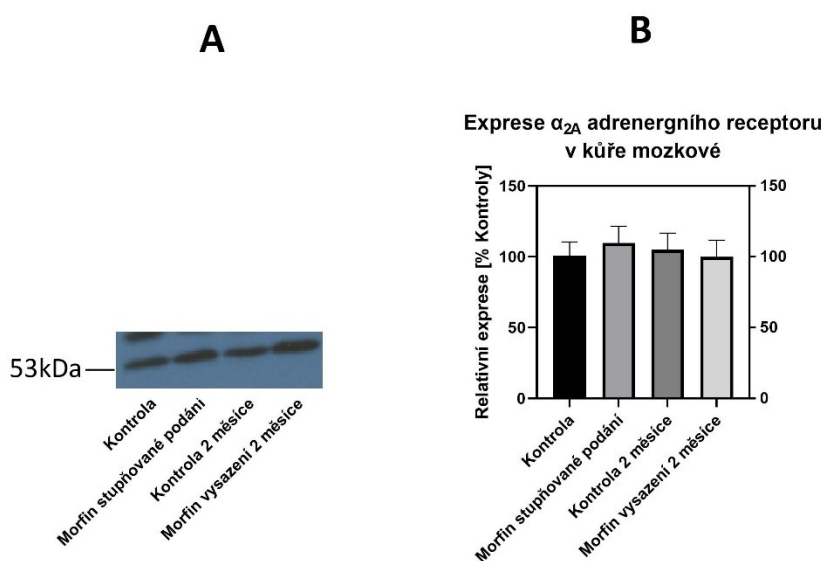 A
53kDa
Kontrola
Morfin stupňované podáni
Kontrola 2 měsíce
Morfin vysazení 2 měsíce
B
Exprese α2A adrenergního receptoru
v kůře mozkové
Relativní exprese [% Kontroly]
150
100
50
0
150
100
50
0
Kontrola
Morfin stupňované podání
Kontrola 2 měsíce
Morfin vysazení 2 měsíce